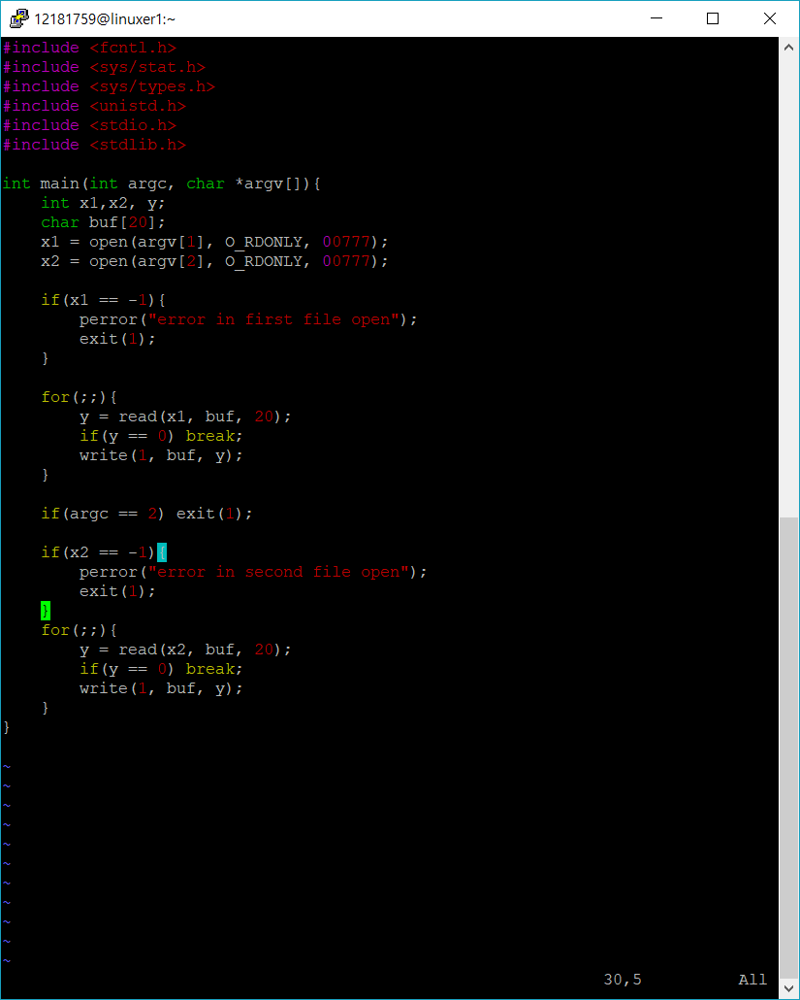 12181759@linuxer1:~
#include <fcntl.h>
#include <sys/stat.h>
#include <sys/types.h>
#include <unistd.h>
#include <stdio.h>
#include <stdlib.h>

int main(int argc, char *argv[]){
    int x1,x2, y;
    char buf[20];
    x1 = open(argv[1], O_RDONLY, 00777);
    x2 = open(argv[2], O_RDONLY, 00777);

    if(x1 == -1){
        perror("error in first file open");
        exit(1);
    }

    for(;;){
        y = read(x1, buf, 20);
        if(y == 0) break;
        write(1, buf, y);
    }

    if(argc == 2) exit(1);

    if(x2 == -1){
        perror("error in second file open");
        exit(1);
    }
    for(;;){
        y = read(x2, buf, 20);
        if(y == 0) break;
        write(1, buf, y);
    }
}

~
~
~
~
~
~
~
~
~
~
~
30,5 All